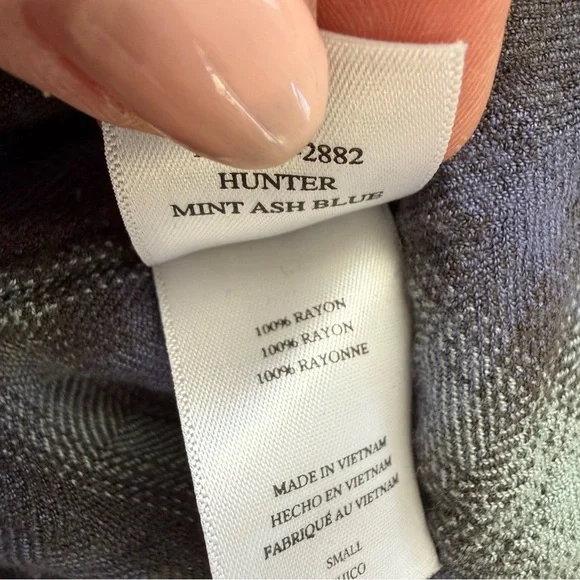 -2882
HUNTER
MINT ASH BLUE
100% RAYON
100% RAYON
100% RAYONNE
MADE IN VIETNAM
HECHO EN VIETNAM
FABRIQUÉ AU VIETNAM
SMALL